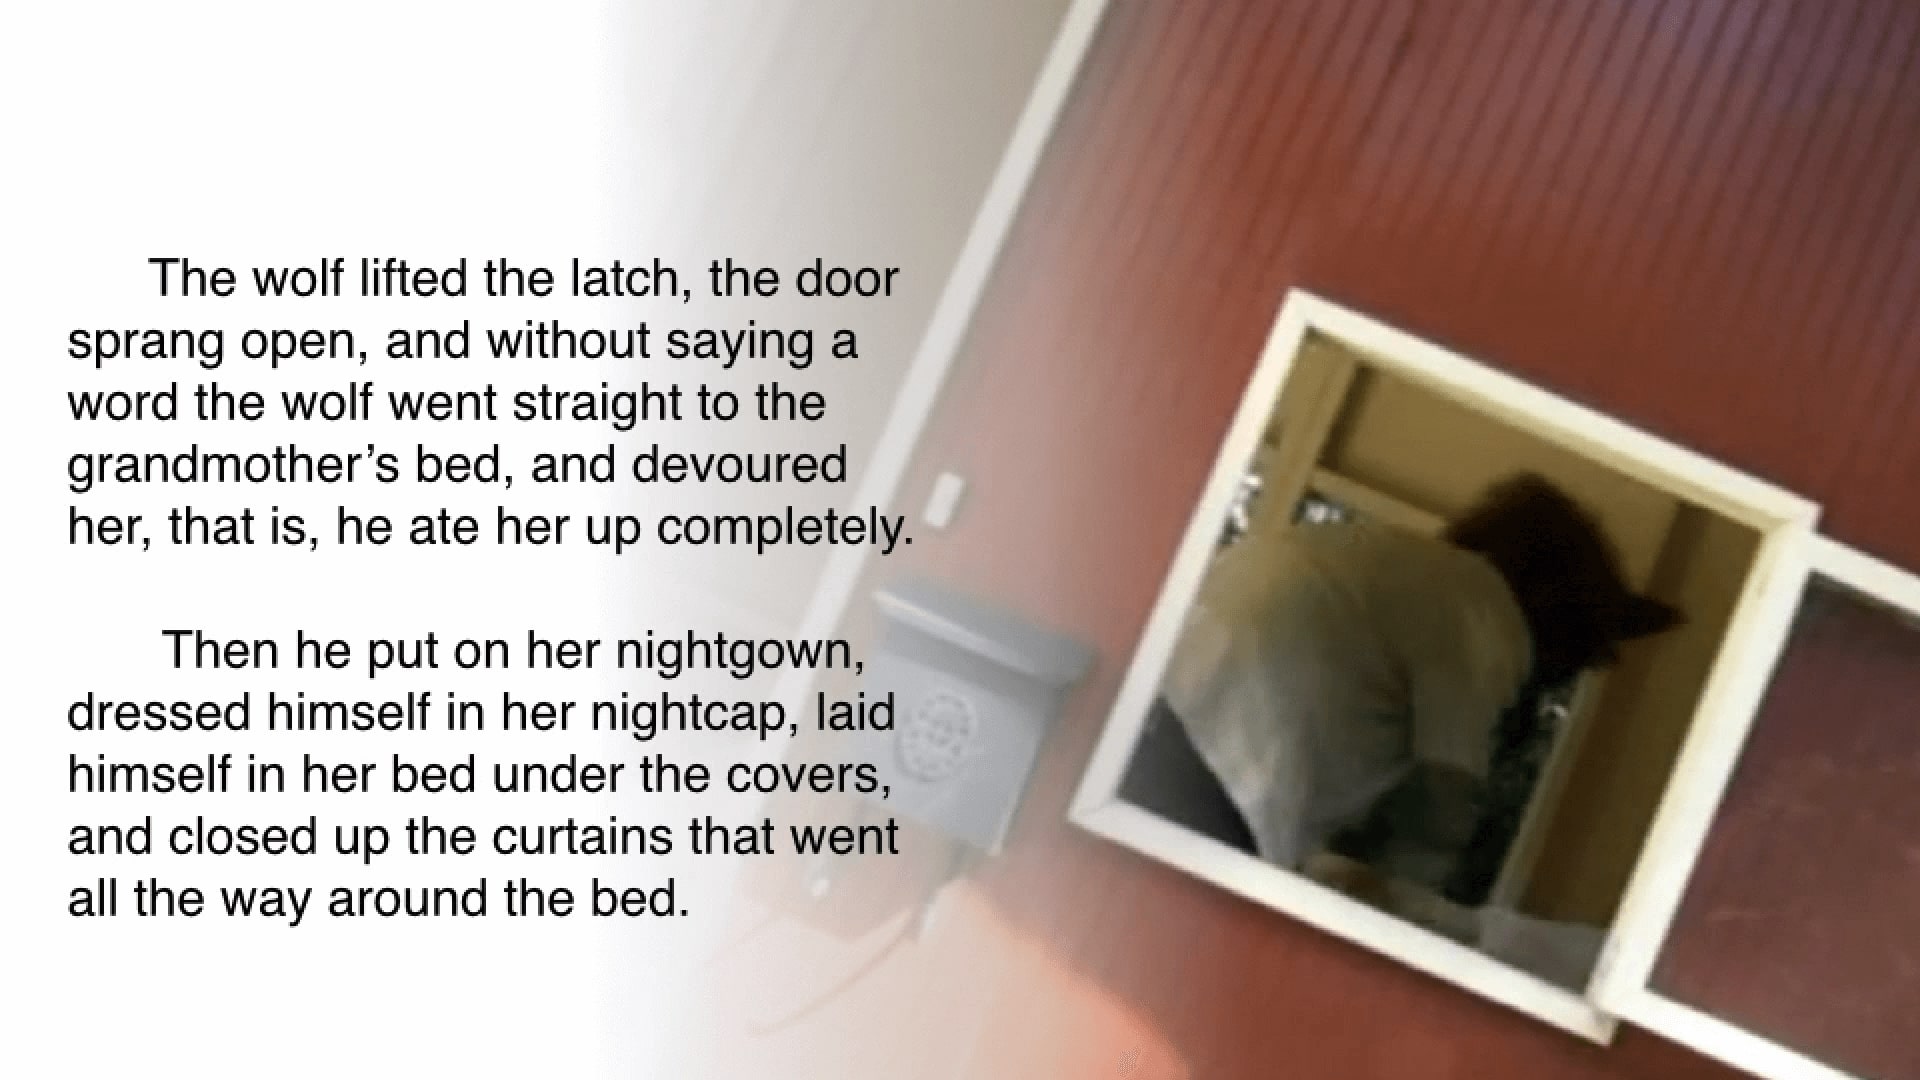 The wolf lifted the latch, the door
sprang open, and without saying a
word the wolf went straight to the
grandmother’s bed, and devoured
her, that is, he ate her up completely.
Then he put on her nightgown,
dressed himself in her nightcap, laid
himself in her bed under the covers,
and closed up the curtains that went
all the way around the bed.